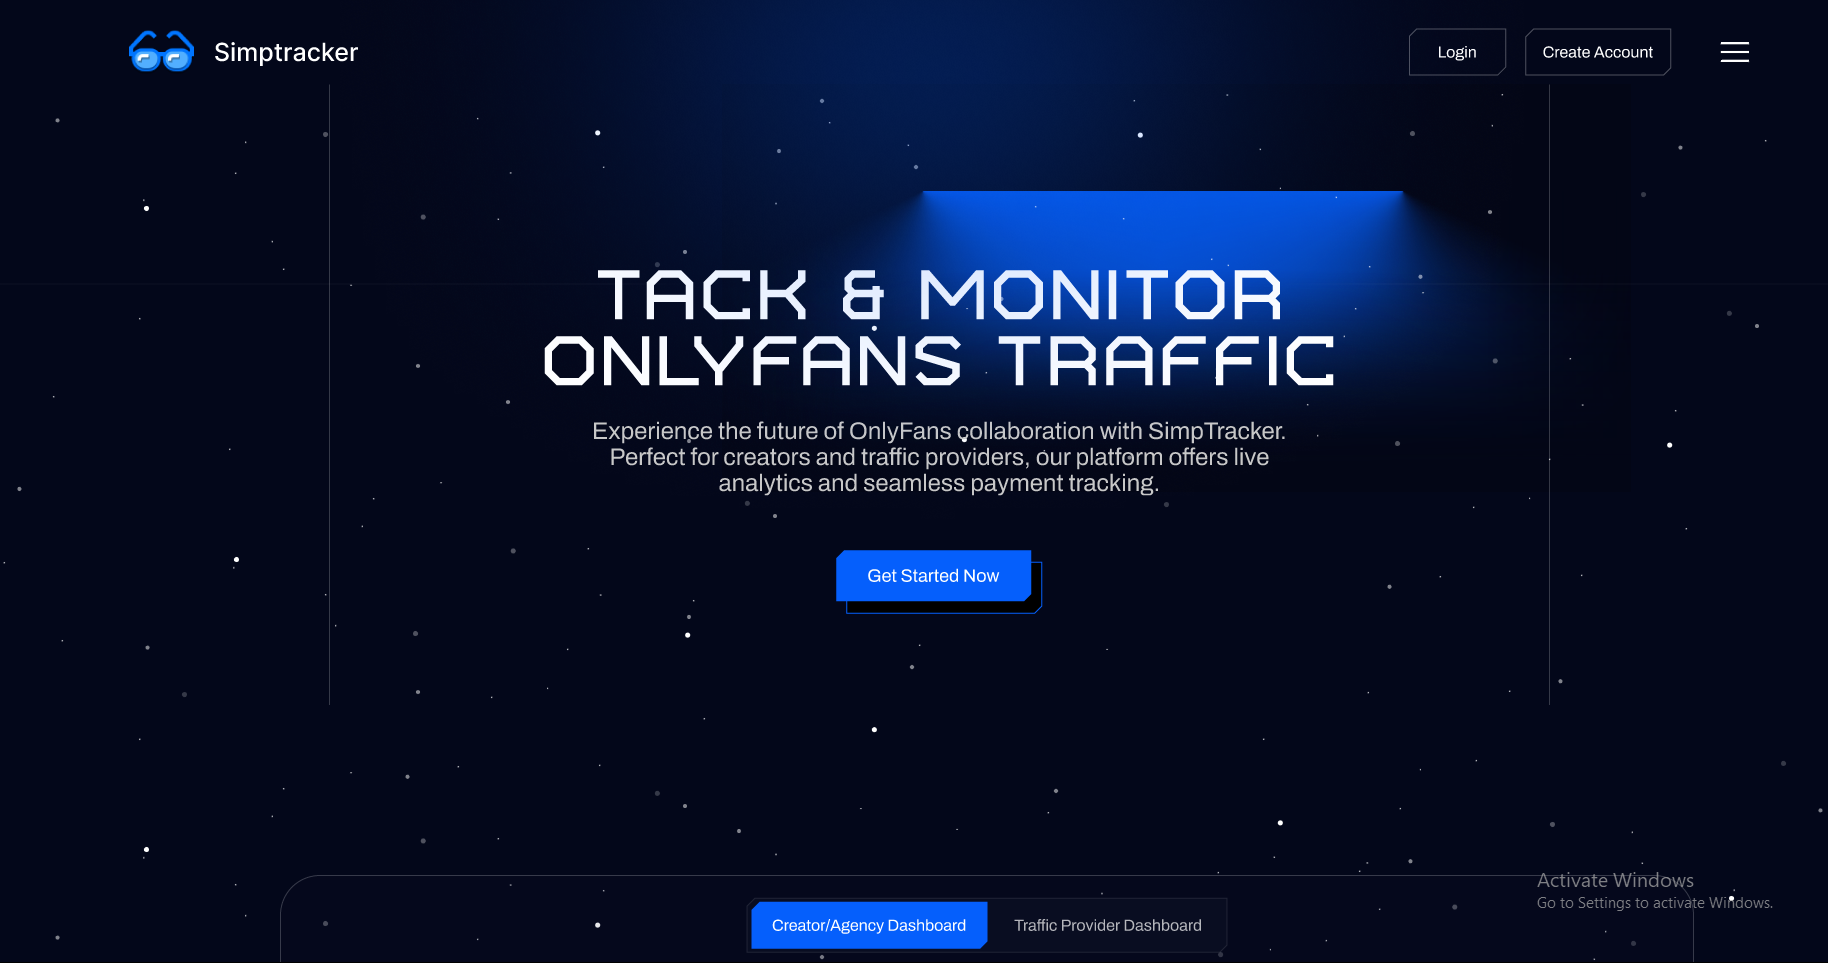 Simptracker
Login
Create Account
TACK & MONITOR
ONLYFANS TRAFFIC
Experience the future of OnlyFans collaboration with SimpTracker.
Perfect for creators and traffic providers, our platform offers live
analytics and seamless payment tracking.
Get Started Now
Activate Windows
Go to Settings to activate Windows.
Creator/Agency Dashboard
Traffic Provider Dashboard